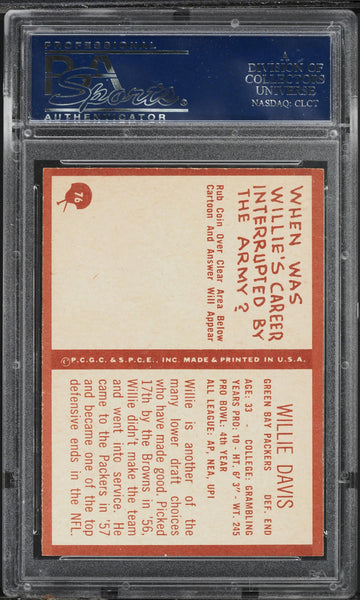 PROFESSIONAL
PSA
Sports
AUTHENTICATOR
A
DIVISION OF
COLLECTORS
UNIVERSE
NASDAQ: CLCT
76
WHEN WAS
WILLIE'S CAREER
INTERRUPTED BY
THE ARMY?
Rub Coin Over Clear Area Below
Cartoon And Answer Will Appear
©P.C.G.C. & S.P.C.E., INC. MADE & PRINTED IN U.S.A.
WILLIE DAVIS
GREEN BAY PACKERS DEF. END
AGE: 33 - COLLEGE: GRAMBLING
YEARS PRO: 10 - HT. 6' 3" - WT. 245
PRO BOWL: 4th YEAR
ALL LEAGUE: AP, NEA, UPI
Willie is another of the
many lower draft choices
who have made good. Picked
17th by the Browns in '56,
Willie didn't make the team
and went into service. He
came to the Packers in '57
and became one of the top
defensive ends in the NFL.